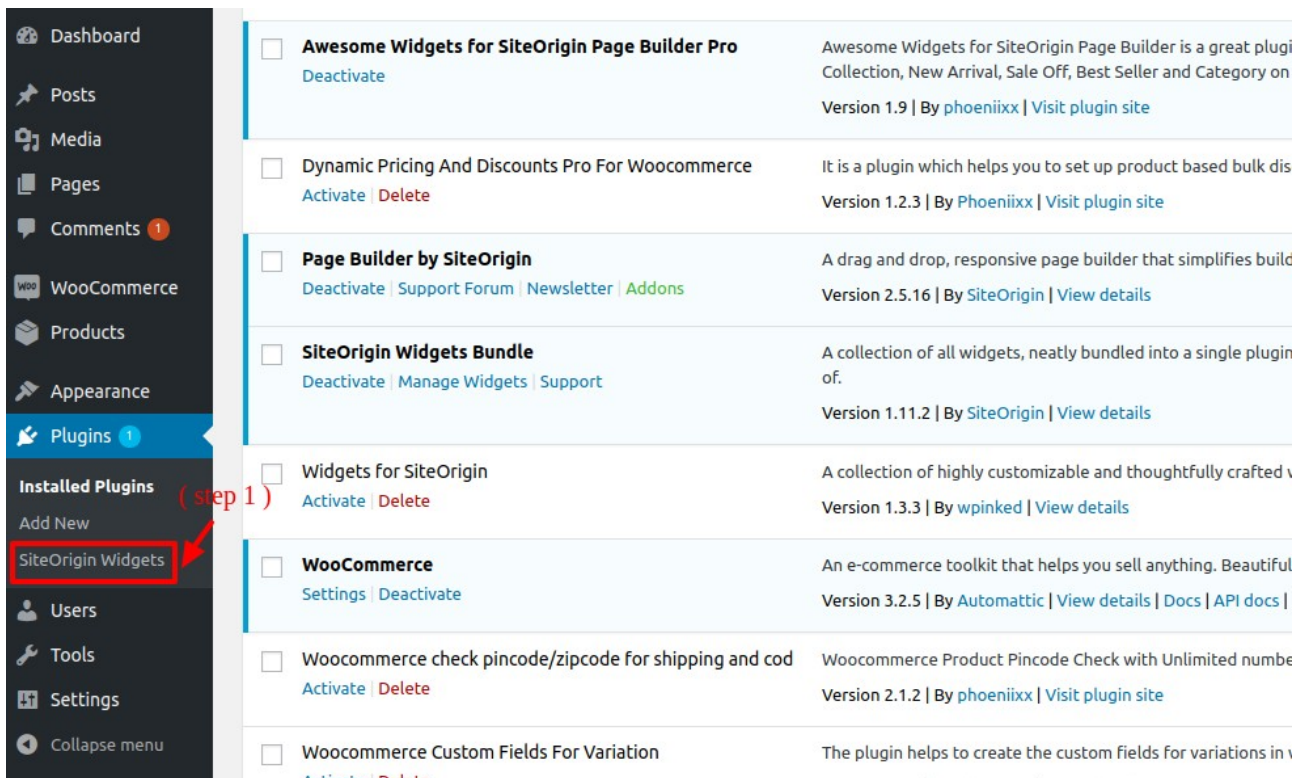 Dashboard
Posts
Media
Pages
Comments 1
WOO WooCommerce
Products
Appearance
Plugins 1
Installed Plugins
( step 1 )
Add New
SiteOrigin Widgets
Users
Tools
Settings
Collapse menu
Awesome Widgets for SiteOrigin Page Builder Pro
Deactivate
Awesome Widgets for SiteOrigin Page Builder is a great plugi
Collection, New Arrival, Sale Off, Best Seller and Category on
Version 1.9 | By phoeniixx | Visit plugin site
Dynamic Pricing And Discounts Pro For Woocommerce
Activate | Delete
It is a plugin which helps you to set up product based bulk dis
Version 1.2.3 | By Phoeniixx | Visit plugin site
Page Builder by SiteOrigin
Deactivate | Support Forum | Newsletter | Addons
A drag and drop, responsive page builder that simplifies build
Version 2.5.16 | By SiteOrigin | View details
SiteOrigin Widgets Bundle
Deactivate | Manage Widgets | Support
A collection of all widgets, neatly bundled into a single plugin
of.
Version 1.11.2 | By SiteOrigin | View details
Widgets for SiteOrigin
Activate | Delete
A collection of highly customizable and thoughtfully crafted
Version 1.3.3 | By wpinked | View details
WooCommerce
Settings | Deactivate
An e-commerce toolkit that helps you sell anything. Beautiful
Version 3.2.5 | By Automattic | View details | Docs | API docs |
Woocommerce check pincode/zipcode for shipping and cod
Activate | Delete
Woocommerce Product Pincode Check with Unlimited numbe
Version 2.1.2 | By phoeniixx | Visit plugin site
Woocommerce Custom Fields For Variation
Activate | Delete
The plugin helps to create the custom fields for variations in